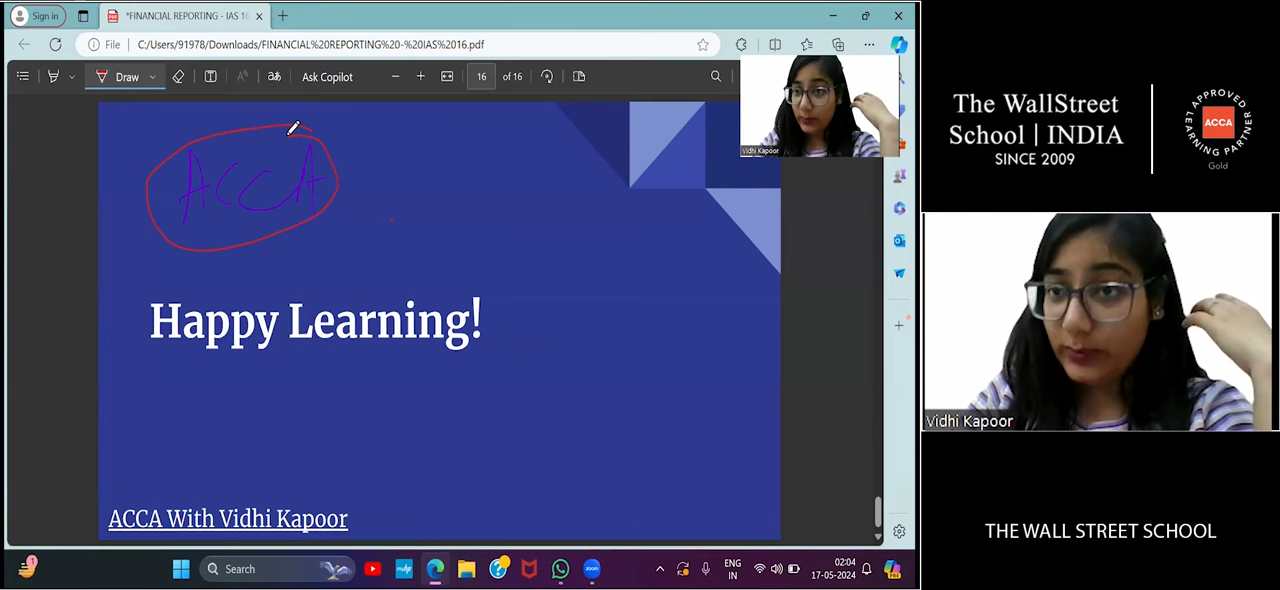 Sign in
*FINANCIAL REPORTING - IAS 16
File
C:/Users/91978/Downloads/FINANCIAL%20REPORTING%20-%20IAS%2016.pdf
Draw
Ask Copilot
16 of 16
Vidhi Kapoor
ACCA
Happy Learning!
ACCA With Vidhi Kapoor
Search
ENG
IN
02:04
17-05-2024
The WallStreet
School | INDIA
SINCE 2009
APPROVED
LEARNING PARTNER
ACCA
Gold
Vidhi Kapoor
THE WALL STREET SCHOOL